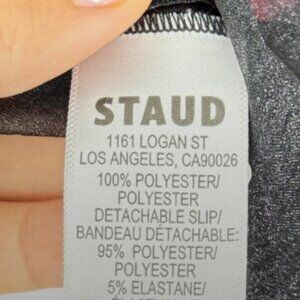 STAUD
1161 LOGAN ST
LOS ANGELES, CA90026
100% POLYESTER/
POLYESTER
DETACHABLE SLIP/
BANDEAU DÉTACHABLE:
95% POLYESTER/
POLYESTER
5% ELASTANE/